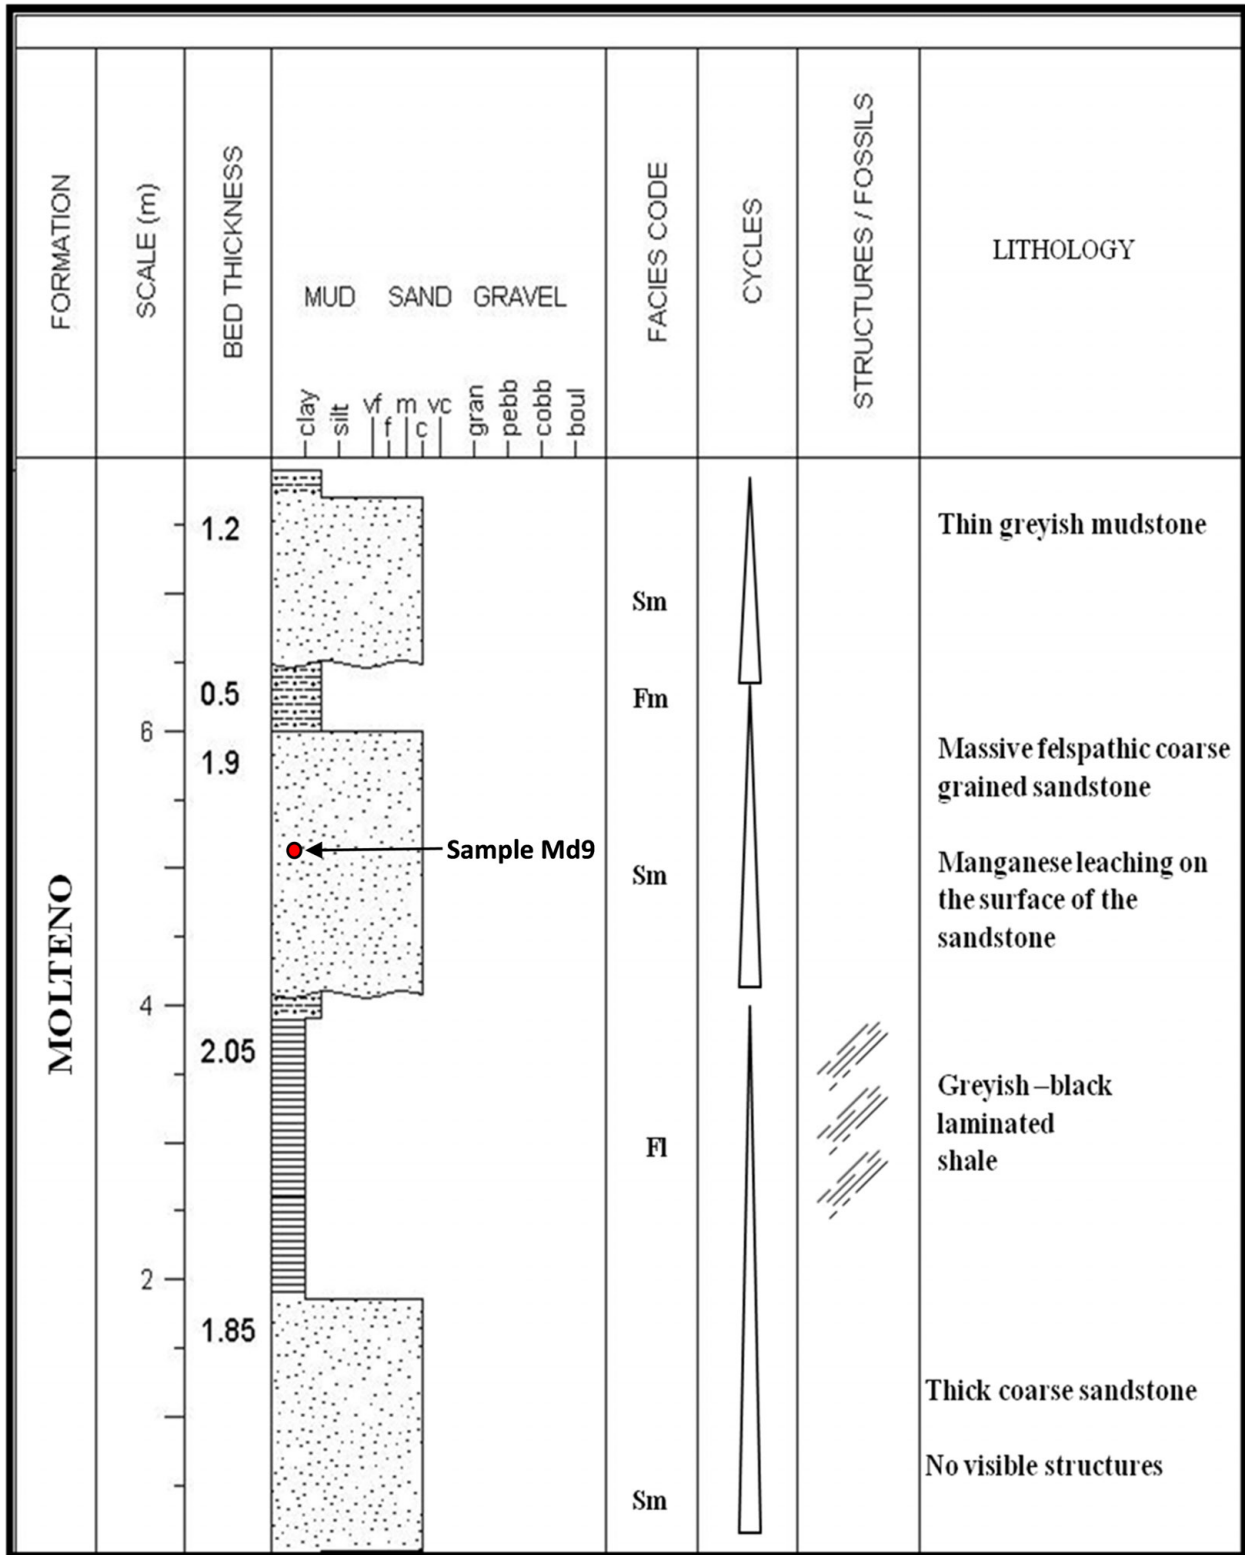 FORMATION
SCALE (m)
BED THICKNESS
MUD SAND GRAVEL
clay
silt
vf
f
m
c
vc
gran
pebb
cobb
boul
FACIES CODE
CYCLES
STRUCTURES / FOSSILS
LITHOLOGY
MOLTENO
6
4
2
1.2
0.5
1.9
2.05
1.85
Sample Md9
Sm
Fm
Sm
Fl
Sm
Thin greyish mudstone
Massive felspathic coarse
grained sandstone
Manganese leaching on
the surface of the
sandstone
Greyish –black
laminated
shale
Thick coarse sandstone
No visible structures